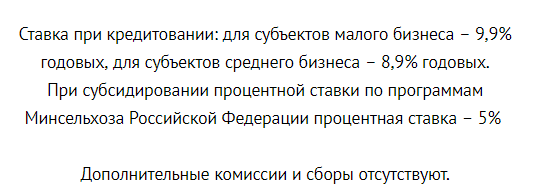 Ставка при кредитовании: для субъектов малого бизнеса – 9,9%
годовых, для субъектов среднего бизнеса – 8,9% годовых.
При субсидировании процентной ставки по программам
Минсельхоза Российской Федерации процентная ставка – 5%
Дополнительные комиссии и сборы отсутствуют.